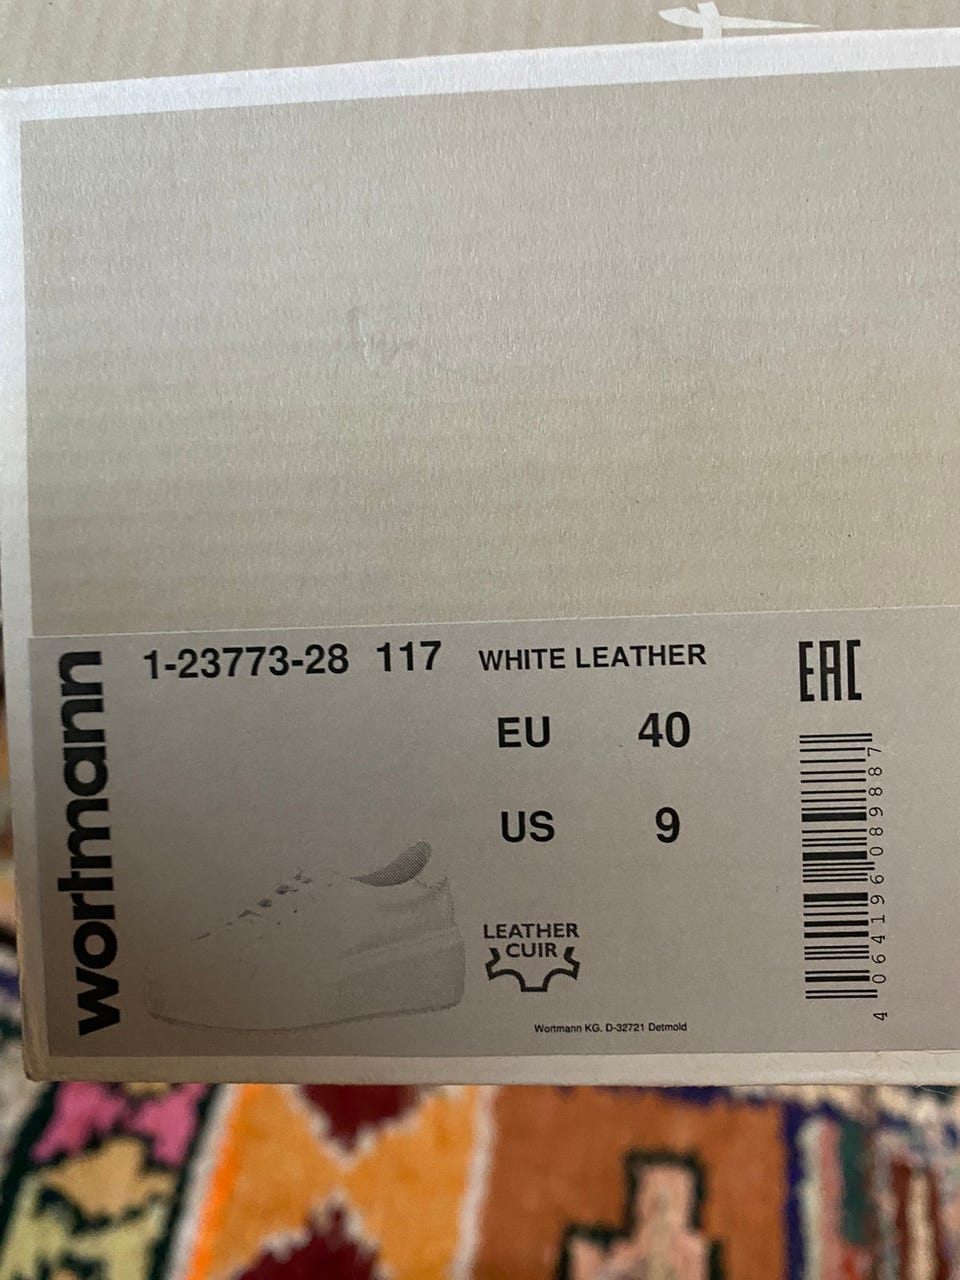 wortmann
1-23773-28 117 WHITE LEATHER
EU 40
US 9
LEATHER
CUIR
Wortmann KG. D-32721 Detmold
EAC
4 064196 089887